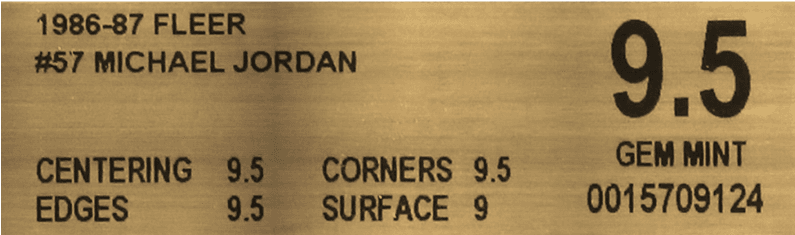 1986-87 FLEER
#57 MICHAEL JORDAN
9.5
GEM MINT
0015709124
CENTERING 9.5 CORNERS 9.5
EDGES 9.5 SURFACE 9